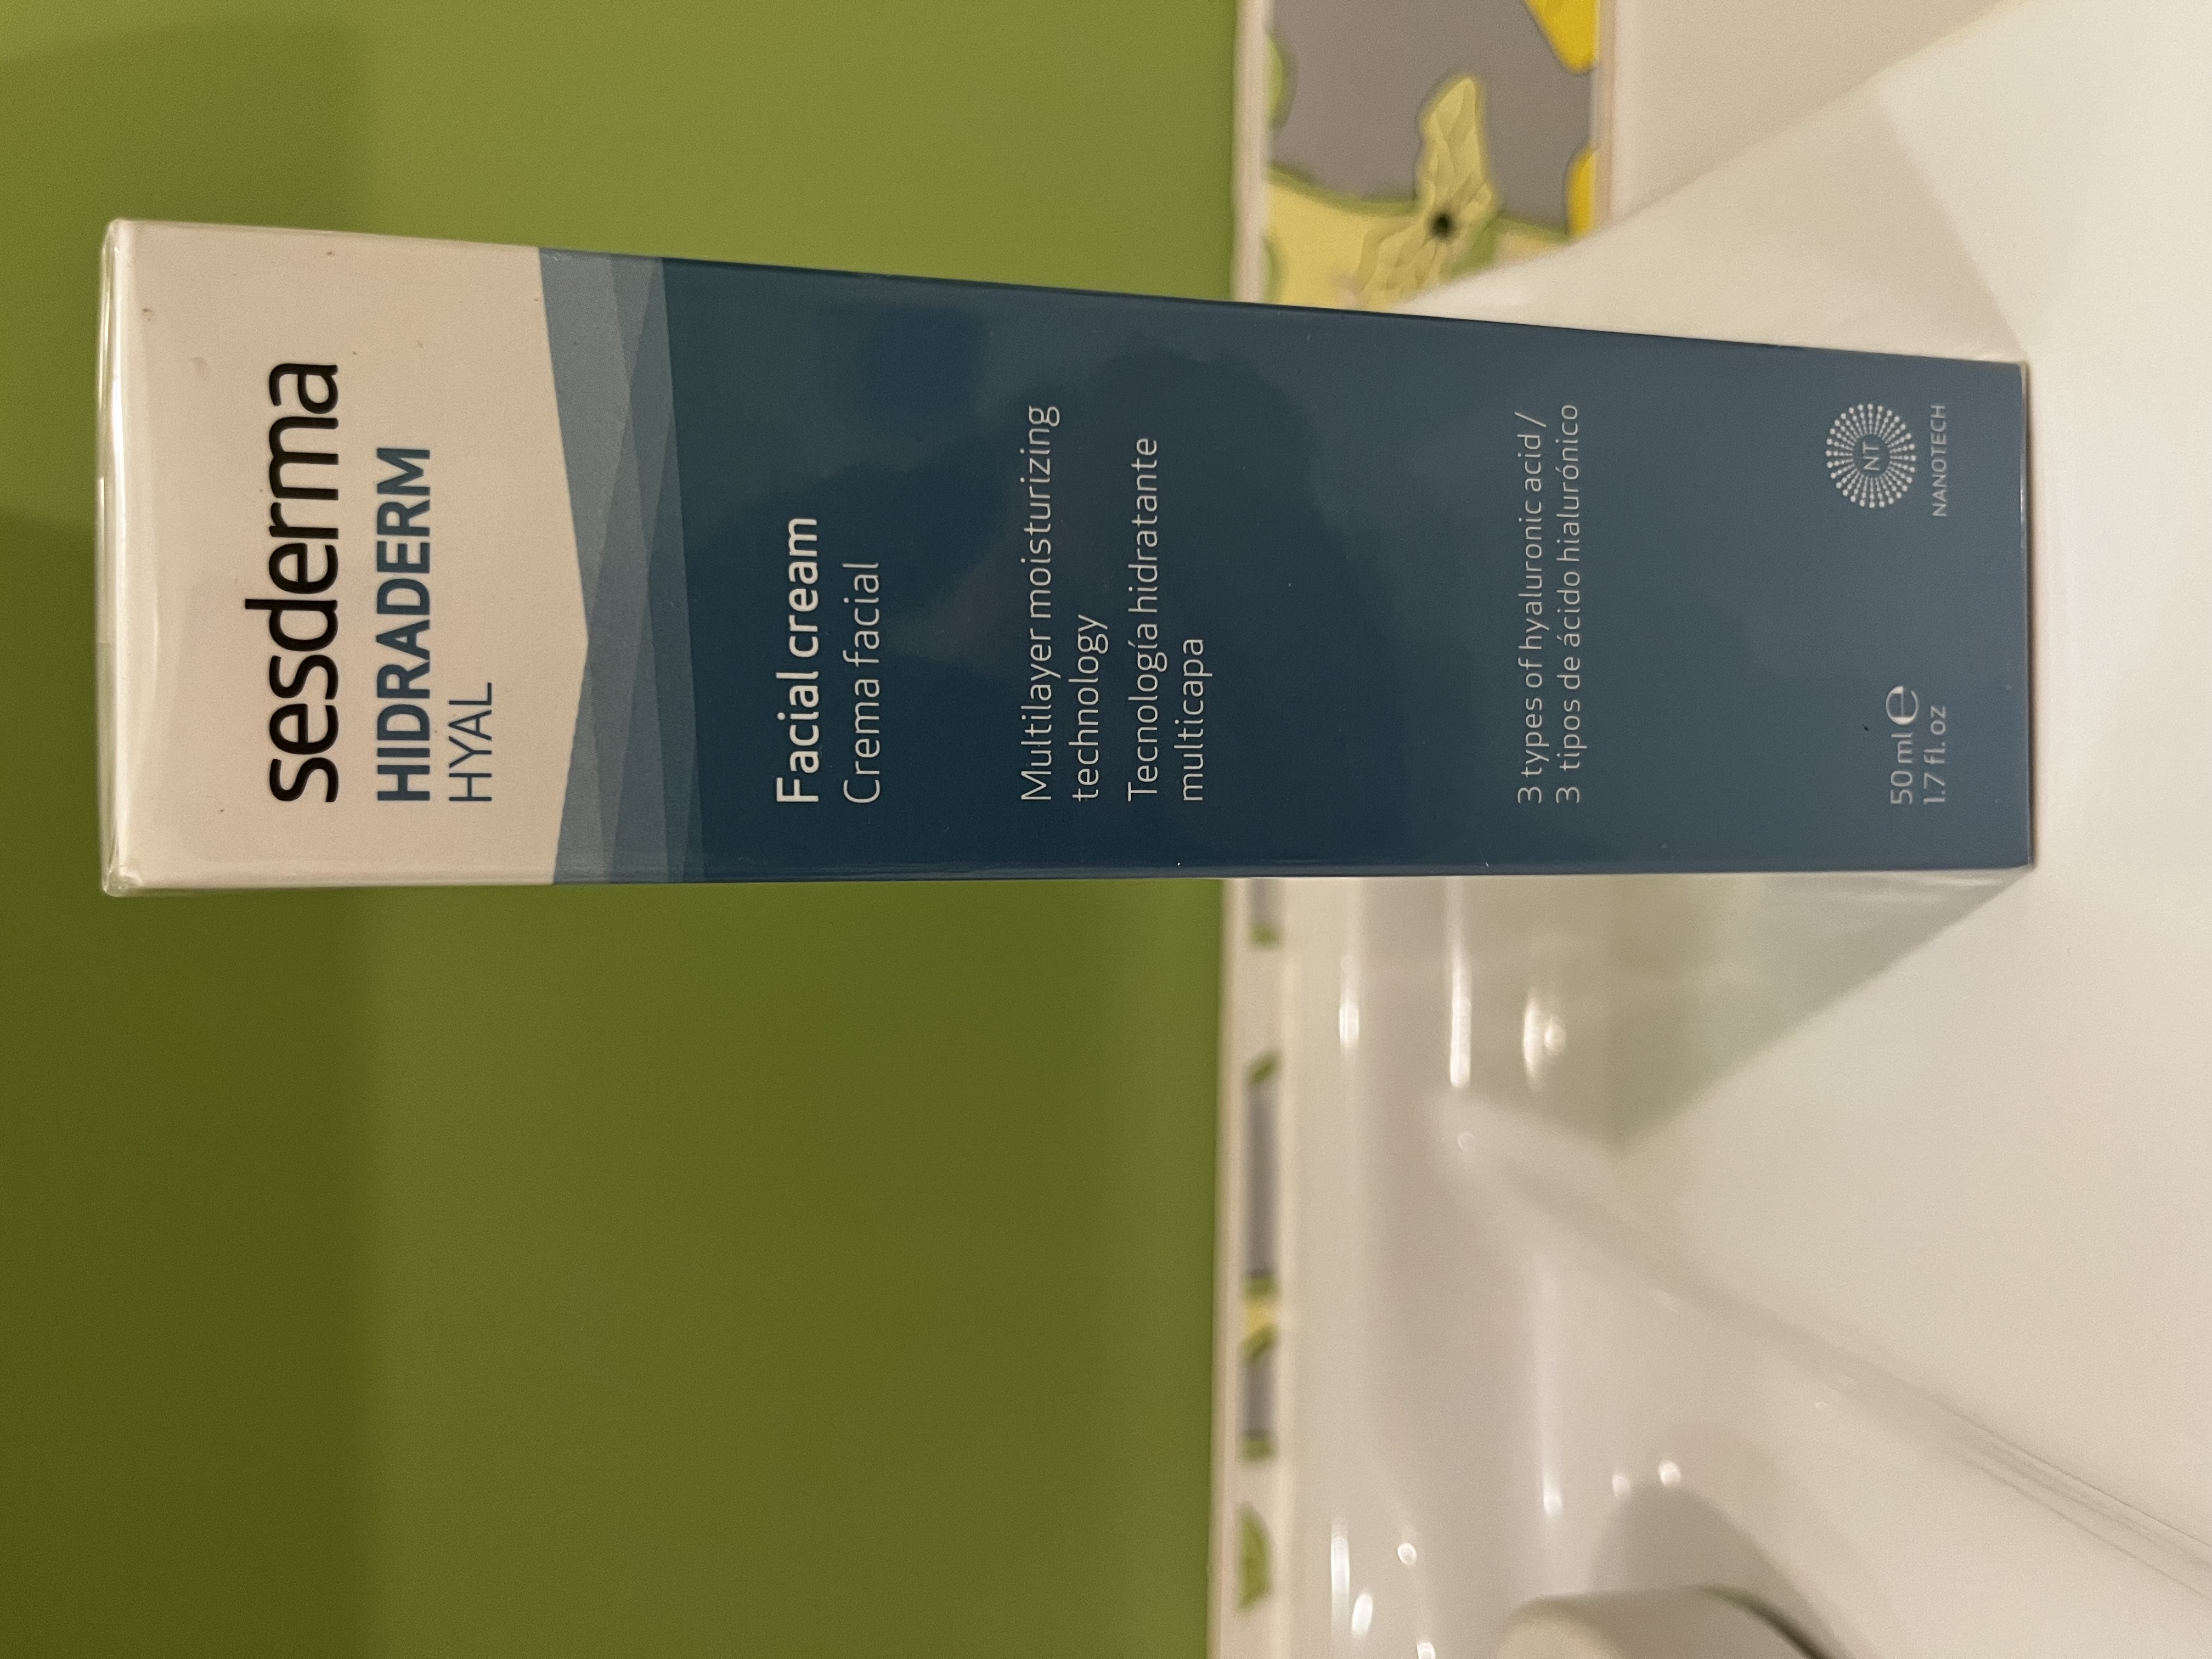 sesderma
HIDRADERM
HYAL
Facial cream
Crema facial
Multilayer moisturizing
technology
Tecnología hidratante
multicapa
3 types of hyaluronic acid /
3 tipos de ácido hialurónico
50 ml ℮
1.7 fl. oz
NT
NANOTECH